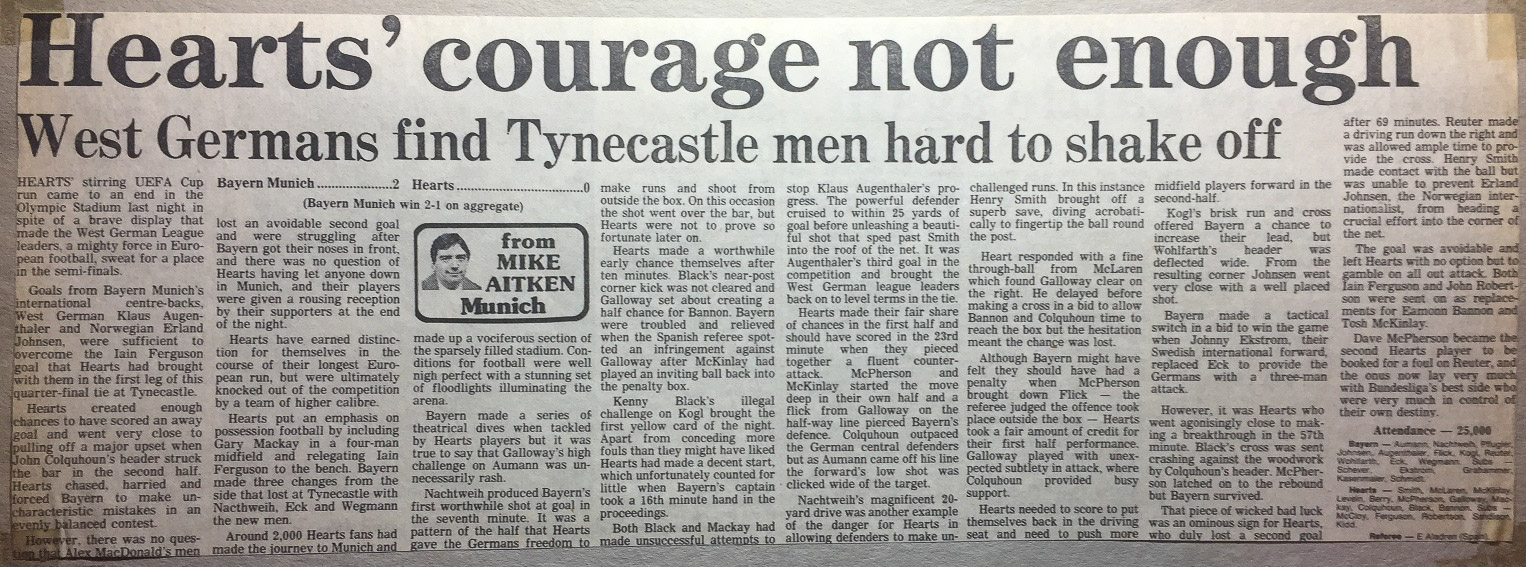 Hearts’ courage not enough
West Germans find Tynecastle men hard to shake off
HEARTS’ stirring UEFA Cup
run came to an end in the
Olympic Stadium last night in
spite of a brave display that
made the West German League
leaders, a mighty force in Euro-
pean football, sweat for a place
in the semi-finals.
Goals from Bayern Munich’s
international centre-backs,
West German Klaus Augen-
thaler and Norwegian Erland
Johnsen, were sufficient to
overcome the Iain Ferguson
goal that Hearts had brought
with them in the first leg of this
quarter-final tie at Tynecastle.
Hearts created enough
chances to have scored an away
goal and went very close to
pulling off a major upset when
John Colquhoun’s header struck
the bar in the second half.
Hearts chased, harried and
forced Bayern to make un-
characteristic mistakes in an
evenly balanced contest.
However, there was no ques-
tion that Alex MacDonald’s men
Bayern Munich ......................2 Hearts ....................................0
(Bayern Munich win 2-1 on aggregate)
lost an avoidable second goal
and were struggling after
Bayern got their noses in front,
and there was no question of
Hearts having let anyone down
in Munich, and their players
were given a rousing reception
by their supporters at the end
of the night.
Hearts have earned distinc-
tion for themselves in the
course of their longest Euro-
pean run, but were ultimately
knocked out of the competition
by a team of higher calibre.
Hearts put an emphasis on
possession football by including
Gary Mackay in a four-man
midfield and relegating Iain
Ferguson to the bench. Bayern
made three changes from the
side that lost at Tynecastle with
Nacthweih, Eck and Wegmann
the new men.
Around 2,000 Hearts fans had
made the journey to Munich and
from
MIKE
AITKEN
Munich
made up a vociferous section of
the sparsely filled stadium. Con-
ditions for football were well
nigh perfect with a stunning set
of floodlights illuminating the
arena.
Bayern made a series of
theatrical dives when tackled
by Hearts players but it was
true to say that Galloway’s high
challenge on Aumann was un-
necessarily rash.
Nachtweih produced Bayern’s
first worthwhile shot at goal in
the seventh minute. It was a
pattern of the half that Hearts
gave the Germans freedom to
make runs and shoot from
outside the box. On this occasion
the shot went over the bar, but
Hearts were not to prove so
fortunate later on.
Hearts made a worthwhile
early chance themselves after
ten minutes. Black’s near-post
corner kick was not cleared and
Galloway set about creating a
half chance for Bannon. Bayern
were troubled and relieved
when the Spanish referee spot-
ted an infringement against
Galloway after McKinlay had
played an inviting ball back into
the penalty box.
Kenny Black’s illegal
challenge on Kogl brought the
first yellow card of the night.
Apart from conceding more
fouls than they might have liked
Hearts had made a decent start,
which unfortunately counted for
little when Bayern’s captain
took a 16th minute hand in the
proceedings.
Both Black and Mackay had
made unsuccessful attempts to
stop Klaus Augenthaler’s pro-
gress. The powerful defender
cruised to within 25 yards of
goal before unleashing a beauti-
ful shot that sped past Smith
into the roof of the net. It was
Augenthaler’s third goal in the
competition and brought the
West German league leaders
back on to level terms in the tie.
Hearts made their fair share
of chances in the first half and
should have scored in the 23rd
minute when they pieced
together a fluent counter-
attack. McPherson and
McKinlay started the move
deep in their own half and a
flick from Galloway on the
half-way line pierced Bayern’s
defence. Colquhoun outpaced
the German central defenders
but as Aumann came off his line
the forward’s low shot was
clicked wide of the target.
Nachtweih’s magnificent 20-
yard drive was another example
of the danger for Hearts in
allowing defenders to make un-
challenged runs. In this instance
Henry Smith brought off a
superb save, diving acrobati-
cally to fingertip the ball round
the post.
Heart responded with a fine
through-ball from McLaren
which found Galloway clear on
the right. He delayed before
making a cross in a bid to allow
Bannon and Colquhoun time to
reach the box but the hesitation
meant the chance was lost.
Although Bayern might have
felt they should have had a
penalty when McPherson
brought down Flick — the
referee judged the offence took
place outside the box — Hearts
took a fair amount of credit for
their first half performance.
Galloway played with unex-
pected subtlety in attack, where
Colquhoun provided busy
support.
Hearts needed to score to put
themselves back in the driving
seat and need to push more
midfield players forward in the
second-half.
Kogl’s brisk run and cross
offered Bayern a chance to
increase their lead, but
Wohlfarth’s header was
deflected wide. From the
resulting corner Johnsen went
very close with a well placed
shot.
Bayern made a tactical
switch in a bid to win the game
when Johnny Ekstrom, their
Swedish international forward,
replaced Eck to provide the
Germans with a three-man
attack.
However, it was Hearts who
went agonisingly close to mak-
ing a breakthrough in the 57th
minute. Black’s cross was sent
crashing against the woodwork
by Colquhoun’s header. McPher-
son latched on to the rebound
but Bayern survived.
That piece of wicked bad luck
was an ominous sign for Hearts,
who duly lost a second goal
after 69 minutes. Reuter made
a driving run down the right and
was allowed ample time to pro-
vide the cross. Henry Smith
made contact with the ball but
was unable to prevent Erland
Johnsen, the Norwegian inter-
nationalist, from heading a
crucial effort into the corner of
the net.
The goal was avoidable and
left Hearts with no option but to
gamble on all out attack. Both
Iain Ferguson and John Robert-
son were sent on as replace-
ments for Eamonn Bannon and
Tosh McKinlay.
Dave McPherson became the
second Hearts player to be
booked for a foul on Reuter, and
the onus now lay very much
with Bundesliga’s best side who
were very much in control of
their own destiny.
Attendance — 25,000
Bayern — Aumann, Nachtweih, Pflugler,
Johnsen, Augenthaler, Flick, Kogl, Reuter,
Wohlfarth, Eck, Wegmann. Subs —
Scheuer, Ekstrom, Grahammer,
Kasenmaier, Schmidt.
Hearts — Smith, McLaren, McKinlay,
Levein, Berry, McPherson, Galloway, Mac-
kay, Colquhoun, Black, Bannon. Subs —
McCloy, Ferguson, Robertson, Sandison,
Kidd.
Referee — E Aladren (Spain).